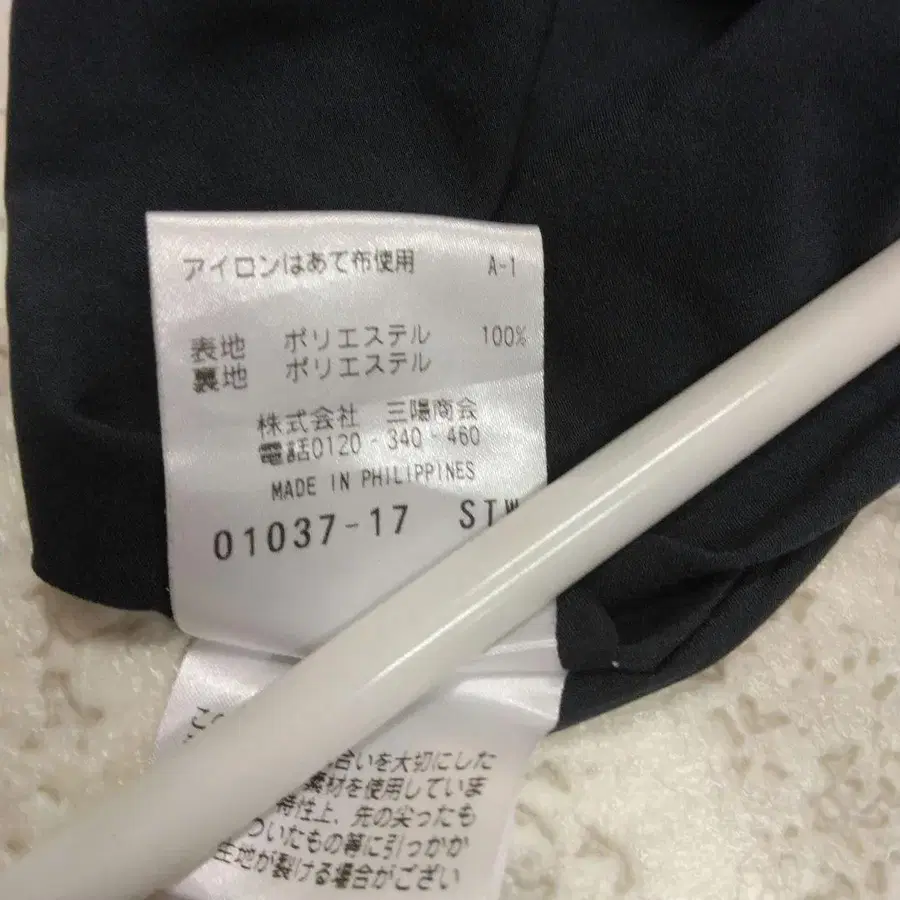 アイロンはあて布使用 A-1
表地 ポリエステル 100%
裏地 ポリエステル
株式会社 三陽商会
電話0120-340-460
MADE IN PHILIPPINES
01037-17 STW
合いを大切にした
素材を使用していま
特性上、先の尖ったも
ついたもの等に引っかか
生地が裂ける場合がござい